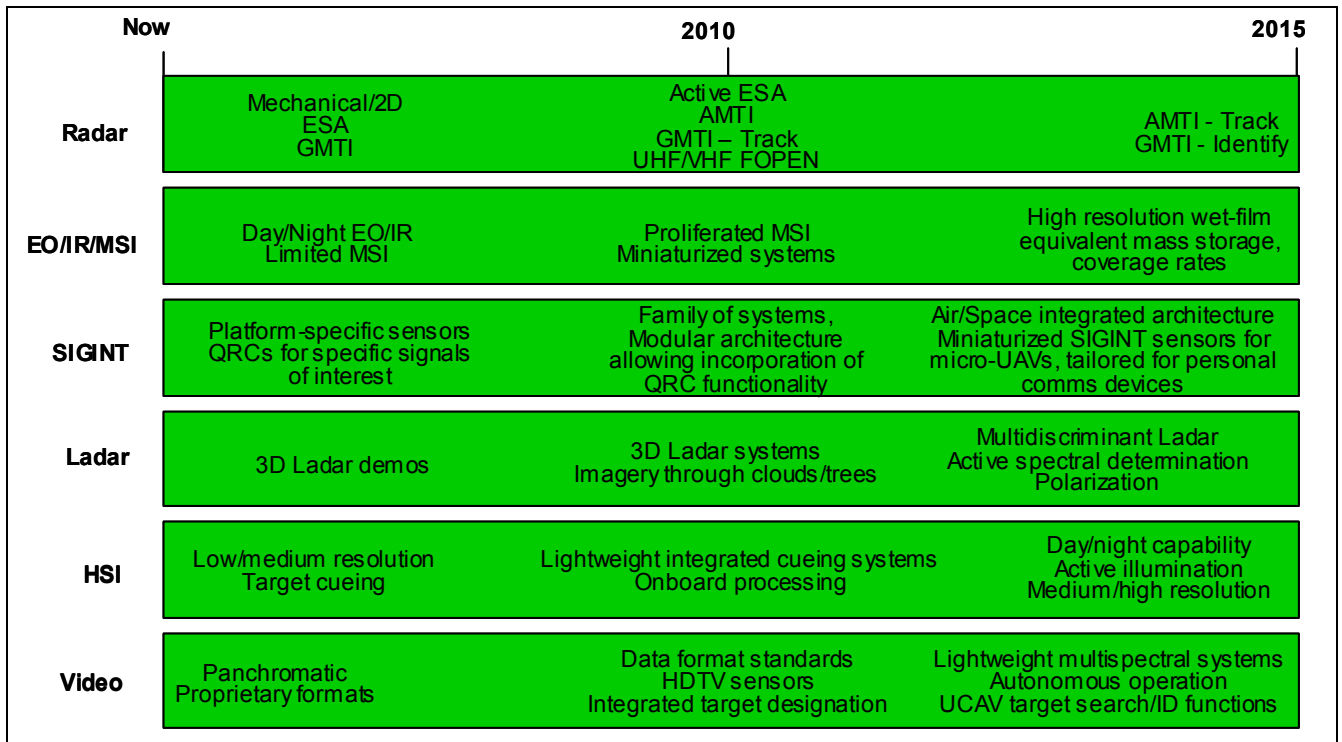 Now
2010
2015
Radar
Mechanical/2D
ESA
GMTI
Active ESA
AMTI
GMTI – Track
UHF/VHF FOPEN
AMTI - Track
GMTI - Identify
EO/IR/MSI
Day/Night EO/IR
Limited MSI
Proliferated MSI
Miniaturized systems
High resolution wet-film
equivalent mass storage,
coverage rates
SIGINT
Platform-specific sensors
QRCs for specific signals
of interest
Family of systems,
Modular architecture
allowing incorporation of
QRC functionality
Air/Space integrated architecture
Miniaturized SIGINT sensors for
micro-UAVs, tailored for personal
comms devices
Ladar
3D Ladar demos
3D Ladar systems
Imagery through clouds/trees
Multidiscriminant Ladar
Active spectral determination
Polarization
HSI
Low/medium resolution
Target cueing
Lightweight integrated cueing systems
Onboard processing
Day/night capability
Active illumination
Medium/high resolution
Video
Panchromatic
Proprietary formats
Data format standards
HDTV sensors
Integrated target designation
Lightweight multispectral systems
Autonomous operation
UCAV target search/ID functions